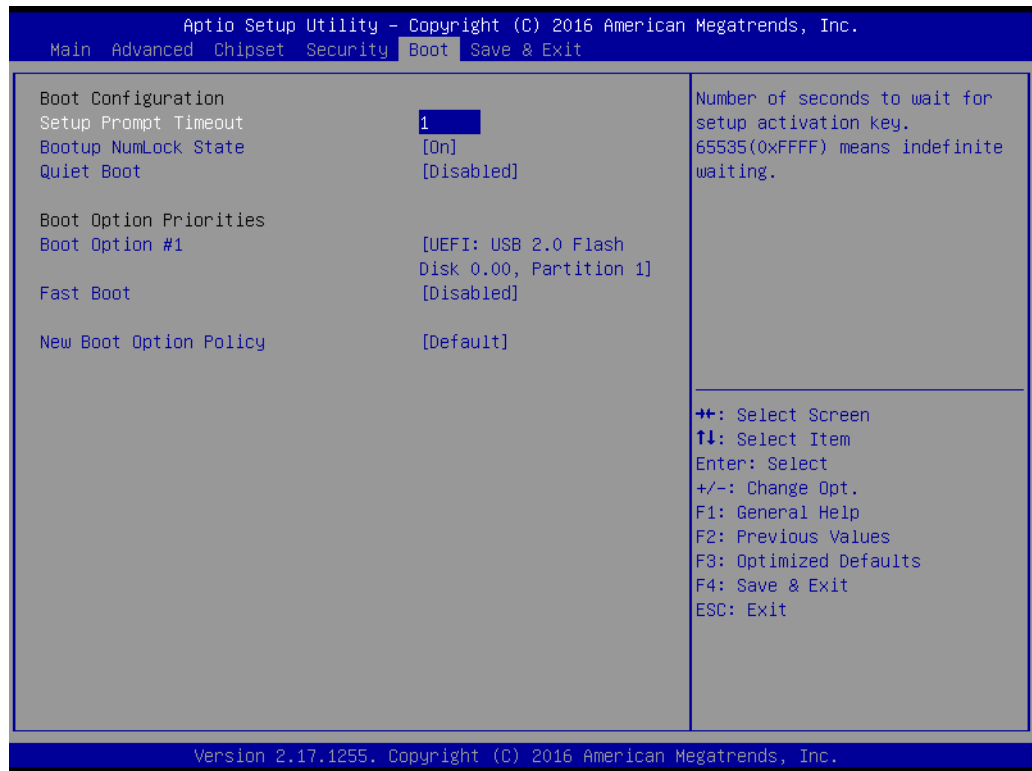 Aptio Setup Utility – Copyright (C) 2016 American Megatrends, Inc.
Main Advanced Chipset Security Boot Save & Exit
Boot Configuration
Setup Prompt Timeout 1
Bootup NumLock State [On]
Quiet Boot [Disabled]
Boot Option Priorities
Boot Option #1 [UEFI: USB 2.0 Flash
Disk 0.00, Partition 1]
Fast Boot [Disabled]
New Boot Option Policy [Default]
Number of seconds to wait for
setup activation key.
65535(0xFFFF) means indefinite
waiting.
→←: Select Screen
↑↓: Select Item
Enter: Select
+/-: Change Opt.
F1: General Help
F2: Previous Values
F3: Optimized Defaults
F4: Save & Exit
ESC: Exit
Version 2.17.1255. Copyright (C) 2016 American Megatrends, Inc.